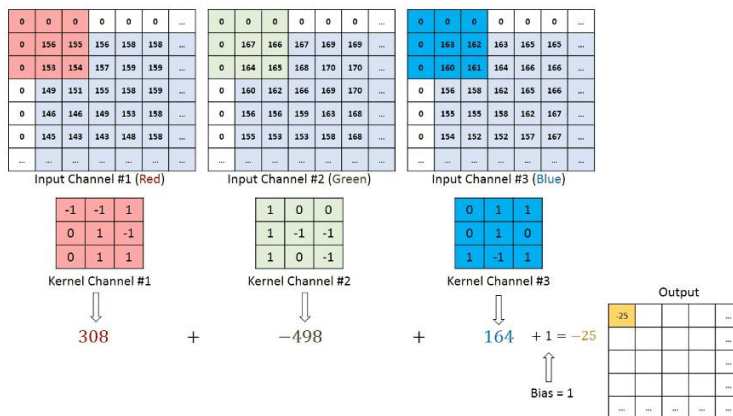 0 0 0 0 0 0 ...
0 156 155 156 158 158 ...
0 153 154 157 159 159 ...
0 149 151 155 158 159 ...
0 146 146 149 153 158 ...
0 145 143 143 148 158 ...
... ... ... ... ... ... ...
Input Channel #1 (Red)
0 0 0 0 0 0 ...
0 167 166 167 169 169 ...
0 164 165 168 170 170 ...
0 160 162 166 169 170 ...
0 156 156 159 163 168 ...
0 155 153 153 158 168 ...
... ... ... ... ... ... ...
Input Channel #2 (Green)
0 0 0 0 0 0 ...
0 163 162 163 165 165 ...
0 160 161 164 166 166 ...
0 156 158 162 165 166 ...
0 155 155 158 162 167 ...
0 154 152 152 157 167 ...
... ... ... ... ... ... ...
Input Channel #3 (Blue)
-1 -1 1
0 1 -1
0 1 1
Kernel Channel #1
1 0 0
1 -1 -1
1 0 -1
Kernel Channel #2
0 1 1
0 1 0
1 -1 1
Kernel Channel #3
308 + −498 + 164 + 1 = −25
Bias = 1
Output
-25 ...
...
...
...
... ... ... ... ...